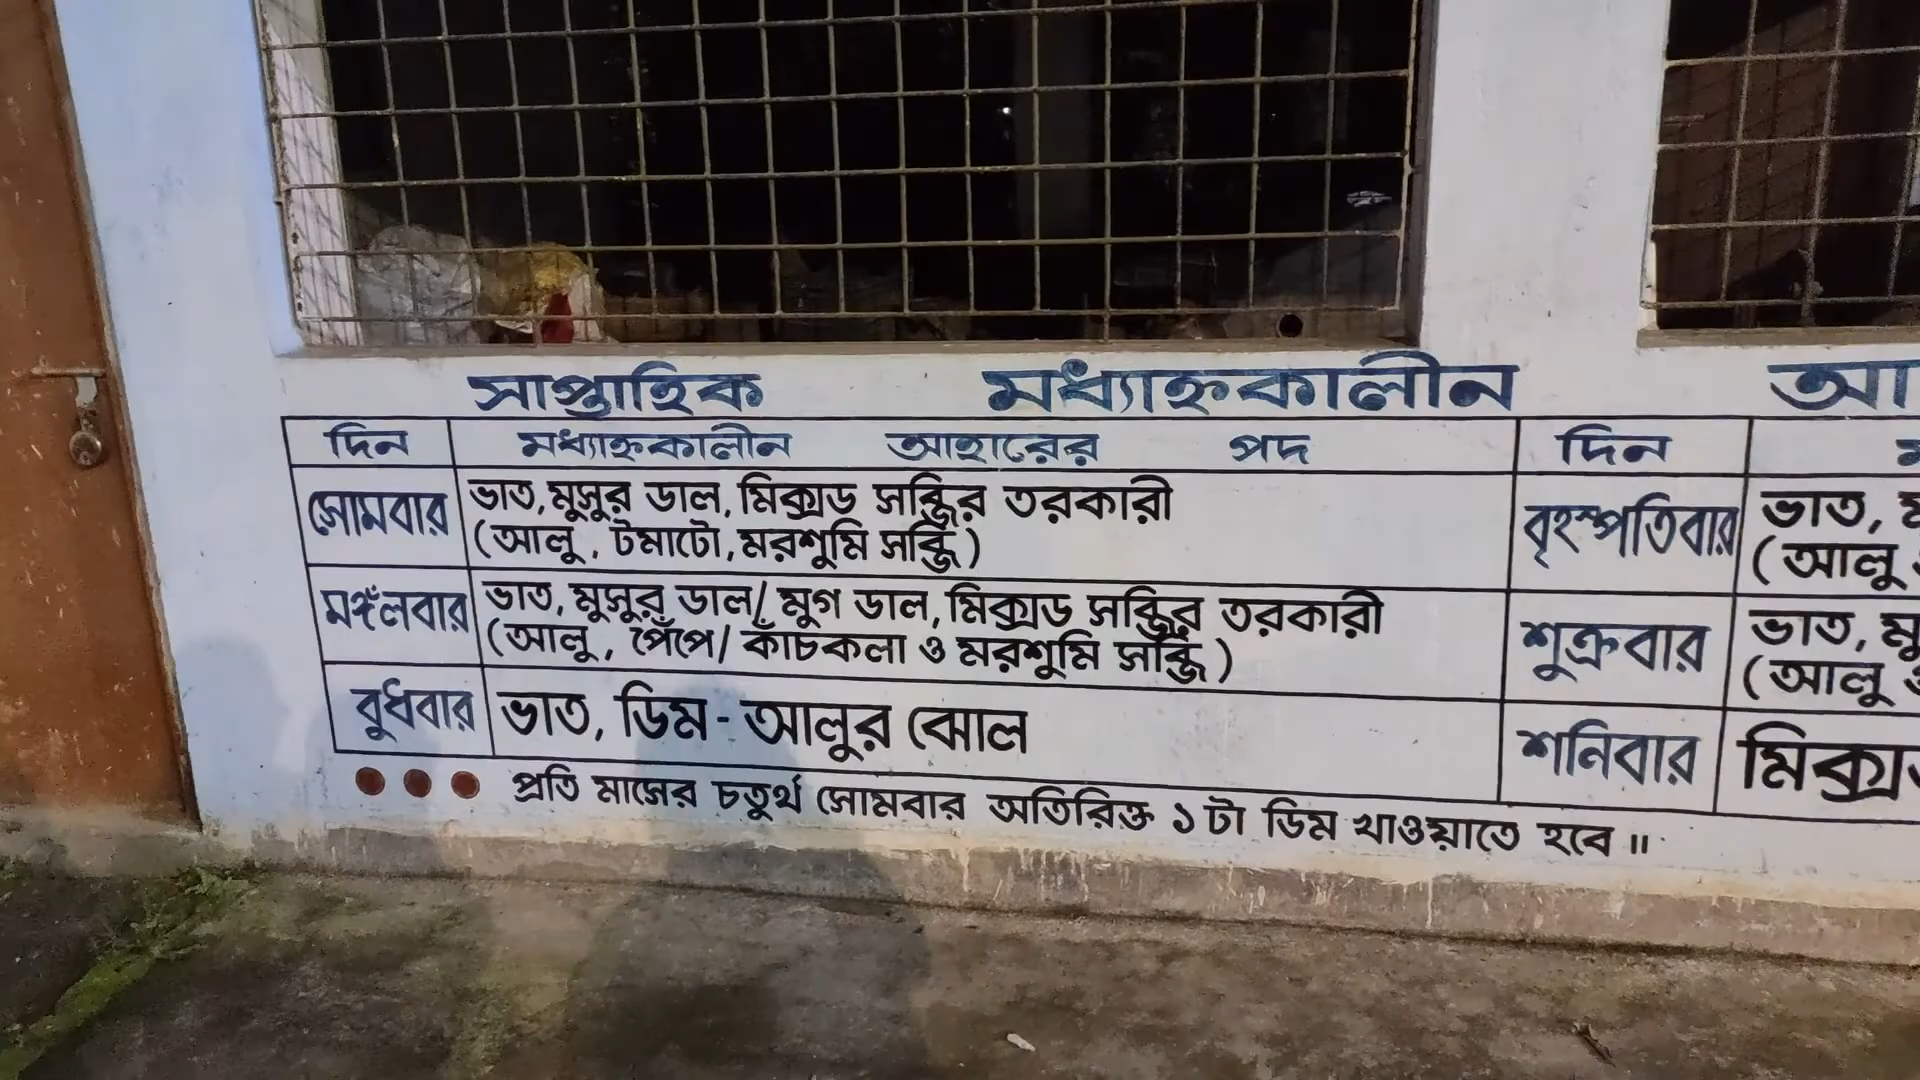 সাপ্তাহিক মধ্যাহ্নকালীন
দিন মধ্যাহ্নকালীন আহারের পদ
সোমবার ভাত, মুসুর ডাল, মিক্সড সব্জির তরকারী
(আলু, টমাটো, মরশুমি সব্জি)
মঙ্গঁলবার ভাত, মুসুর ডাল/ মুগ ডাল, মিক্সড সব্জির তরকারী
(আলু, পেঁপে/ কাঁচকলা ও মরশুমি সব্জি)
বুধবার ভাত, ডিম - আলুর ঝোল
দিন
বৃহস্পতিবার ভাত,
(আলু
শুক্রবার ভাত,
(আলু
শনিবার
প্রতি মাসের চতুর্থ সোমবার অতিরিক্ত ১টা ডিম খাওয়াতে হবে॥